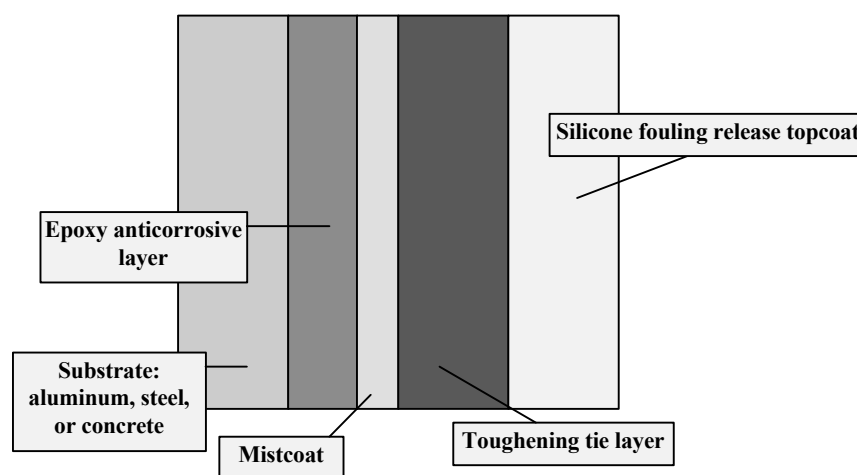 Silicone fouling release topcoat
Epoxy anticorrosive
layer
Substrate:
aluminum, steel,
or concrete
Mistcoat
Toughening tie layer